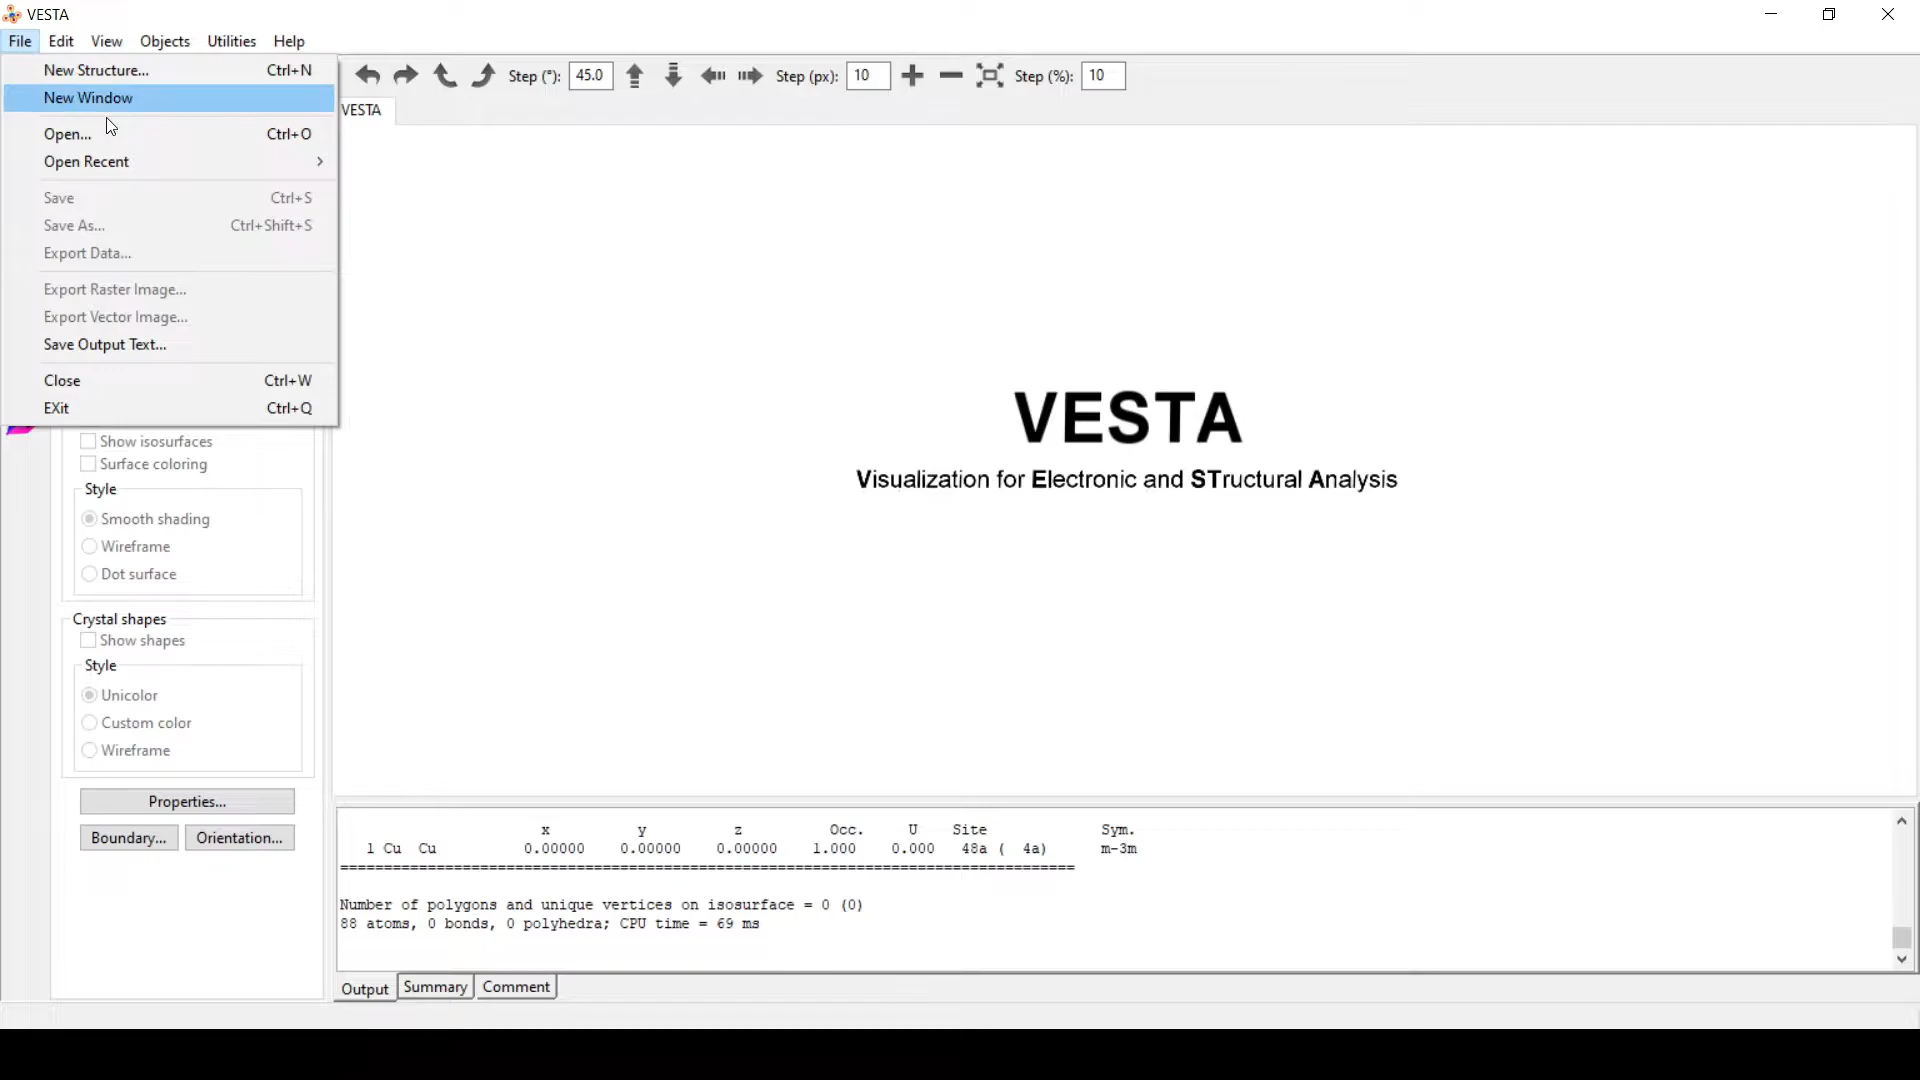 VESTA
File Edit View Objects Utilities Help
New Structure... Ctrl+N
New Window
Open... Ctrl+O
Open Recent
Save Ctrl+S
Save As... Ctrl+Shift+S
Export Data...
Export Raster Image...
Export Vector Image...
Save Output Text...
Close Ctrl+W
EXit Ctrl+Q
Step (°): 45.0 Step (px): 10 Step (%): 10
VESTA
Show isosurfaces
Surface coloring
Style
Smooth shading
Wireframe
Dot surface
Crystal shapes
Show shapes
Style
Unicolor
Custom color
Wireframe
Properties...
Boundary... Orientation...
VESTA
Visualization for Electronic and STructural Analysis
x y z Occ. U Site Sym.
1 Cu Cu 0.00000 0.00000 0.00000 1.000 0.000 48a ( 4a) m-3m
================================================================================
Number of polygons and unique vertices on isosurface = 0 (0)
88 atoms, 0 bonds, 0 polyhedra; CPU time = 69 ms
Output Summary Comment